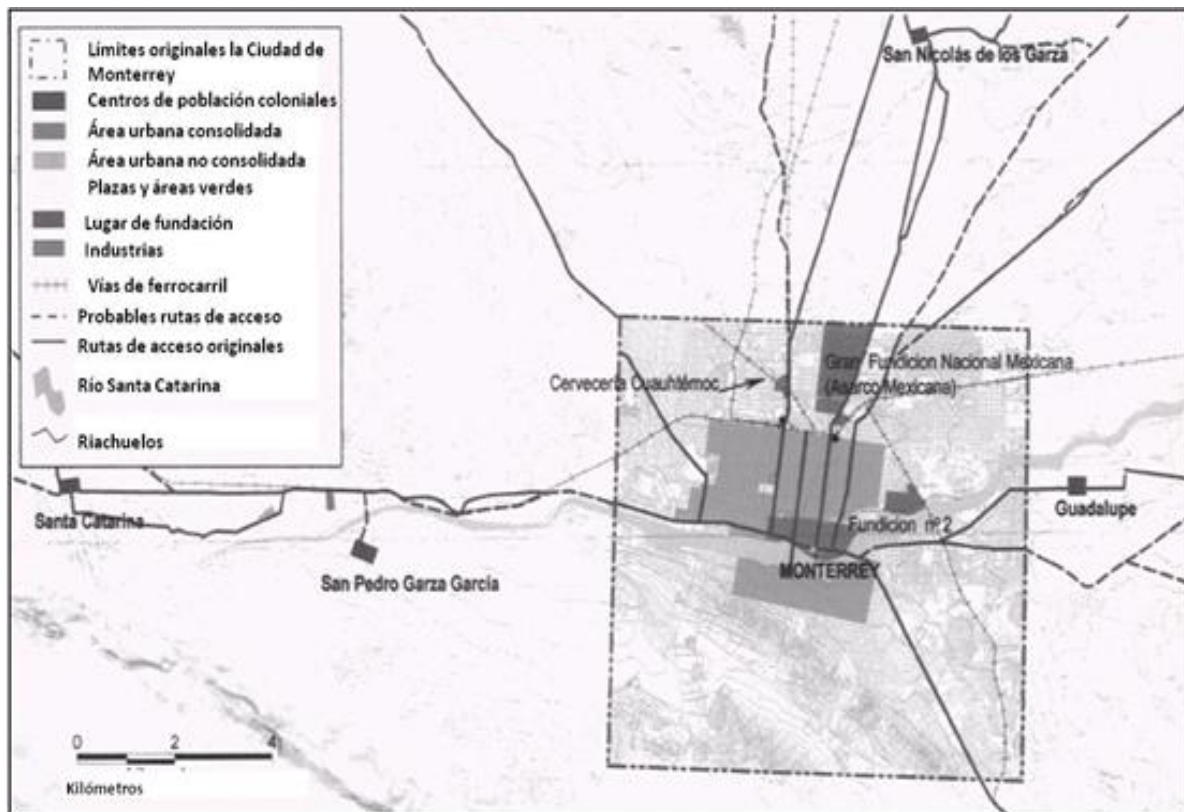 Límites originales la Ciudad de
Monterrey
Centros de población coloniales
Área urbana consolidada
Área urbana no consolidada
Plazas y áreas verdes
Lugar de fundación
Industrias
Vías de ferrocarril
Probables rutas de acceso
Rutas de acceso originales
Río Santa Catarina
Riachuelos
San Nicolás de los Garza
Gran Fundicion Nacional Mexicana
(Asarco Mexicana)
Cervecería Cuauhtémoc
Santa Catarina
San Pedro Garza García
Fundicion nº 2
MONTERREY
Guadalupe
0 2 4
Kilómetros